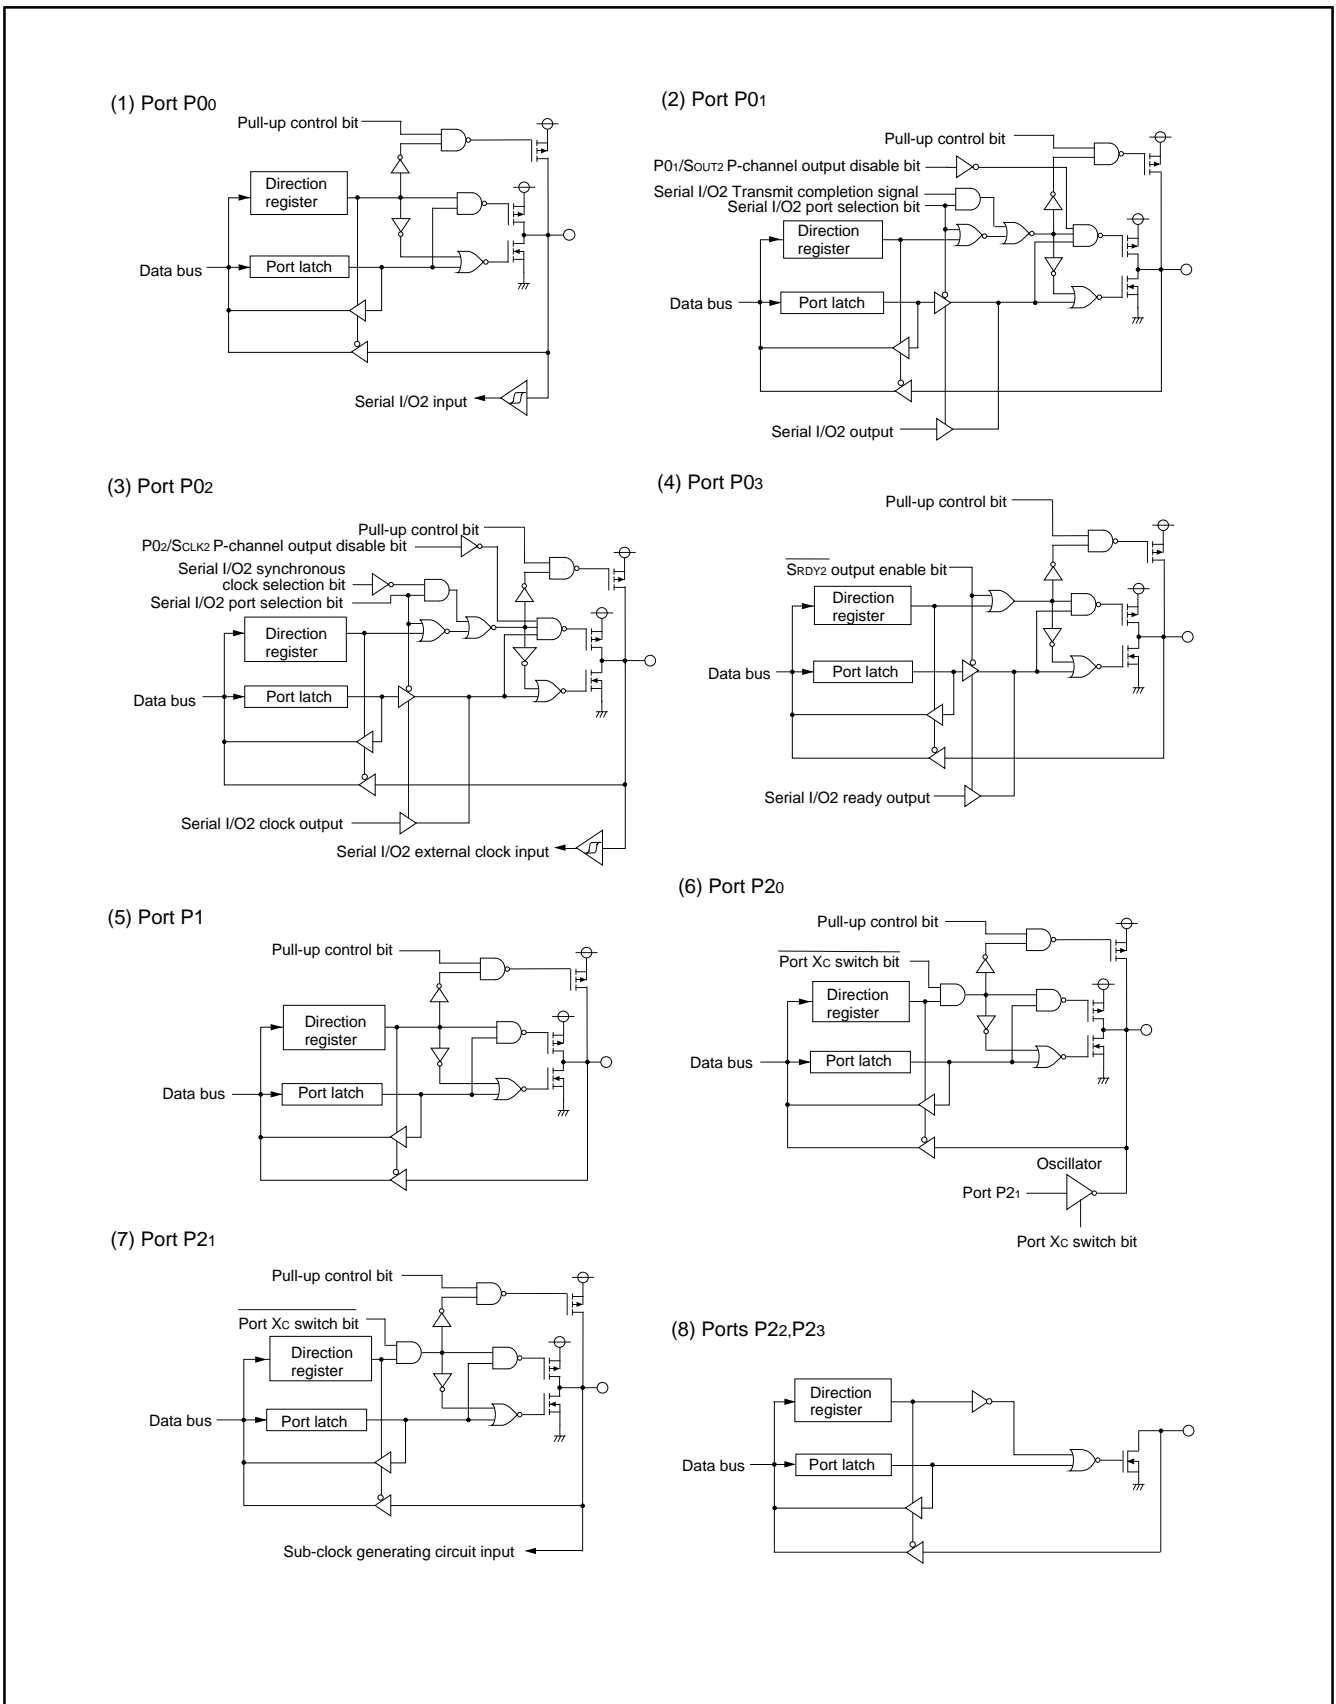 (1) Port P00
Pull-up control bit
Direction
register
Data bus
Port latch
Serial I/O2 input
(2) Port P01
Pull-up control bit
P01/SOUT2 P-channel output disable bit
Serial I/O2 Transmit completion signal
Serial I/O2 port selection bit
Direction
register
Data bus
Port latch
Serial I/O2 output
(3) Port P02
Pull-up control bit
P02/SCLK2 P-channel output disable bit
Serial I/O2 synchronous
clock selection bit
Serial I/O2 port selection bit
Direction
register
Data bus
Port latch
Serial I/O2 clock output
Serial I/O2 external clock input
(4) Port P03
Pull-up control bit
SRDY2 output enable bit
Direction
register
Data bus
Port latch
Serial I/O2 ready output
(5) Port P1
Pull-up control bit
Direction
register
Data bus
Port latch
(6) Port P20
Pull-up control bit
Port XC switch bit
Direction
register
Data bus
Port latch
Oscillator
Port P21
Port XC switch bit
(7) Port P21
Pull-up control bit
Port XC switch bit
Direction
register
Data bus
Port latch
Sub-clock generating circuit input
(8) Ports P22,P23
Direction
register
Data bus
Port latch